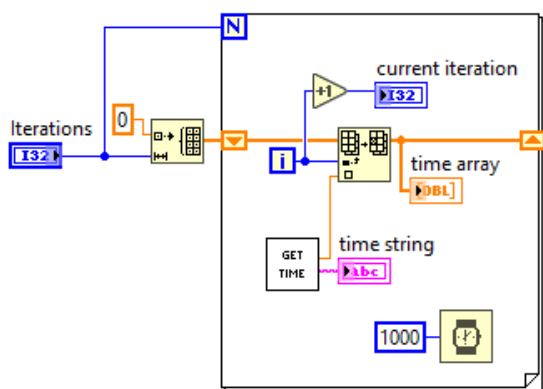 N
current iteration
+1
I32
Iterations
0
I32
i
time array
DBL]
time string
GET
TIME
abc
1000